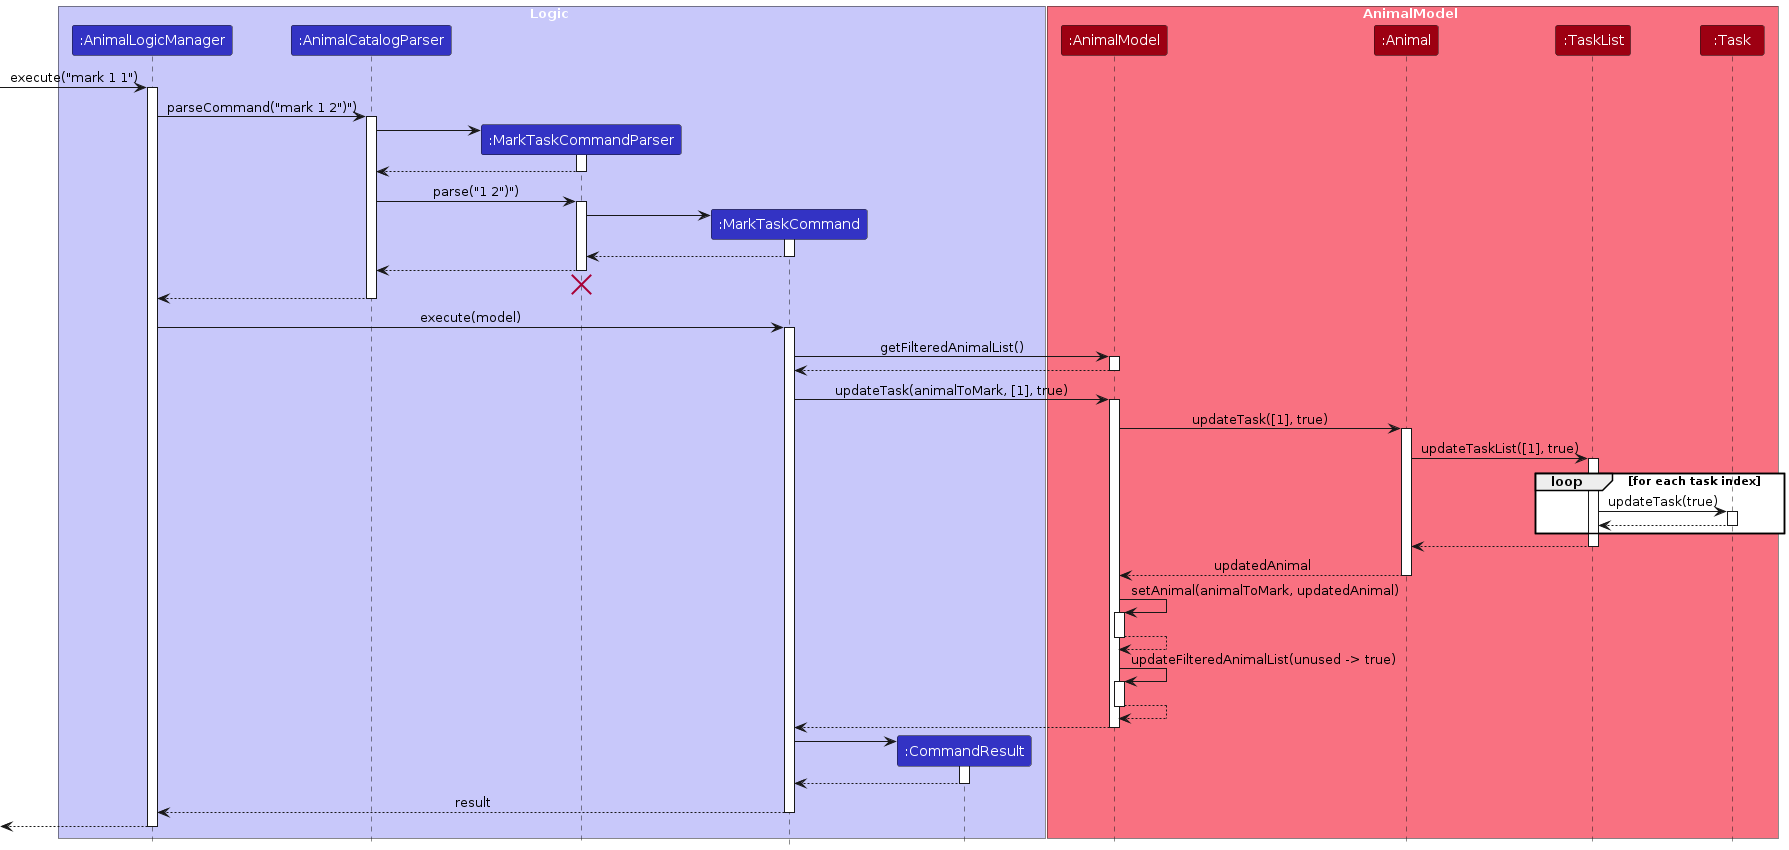 Logic
AnimalModel
:AnimalLogicManager
:AnimalCatalogParser
:AnimalModel
:Animal
:TaskList
:Task
execute("mark 1 1")
parseCommand("mark 1 2")")
:MarkTaskCommandParser
parse("1 2")")
:MarkTaskCommand
execute(model)
getFilteredAnimalList()
updateTask(animalToMark, [1], true)
updateTask([1], true)
updateTaskList([1], true)
loop
[for each task index]
updateTask(true)
updatedAnimal
setAnimal(animalToMark, updatedAnimal)
updateFilteredAnimalList(unused -> true)
:CommandResult
result